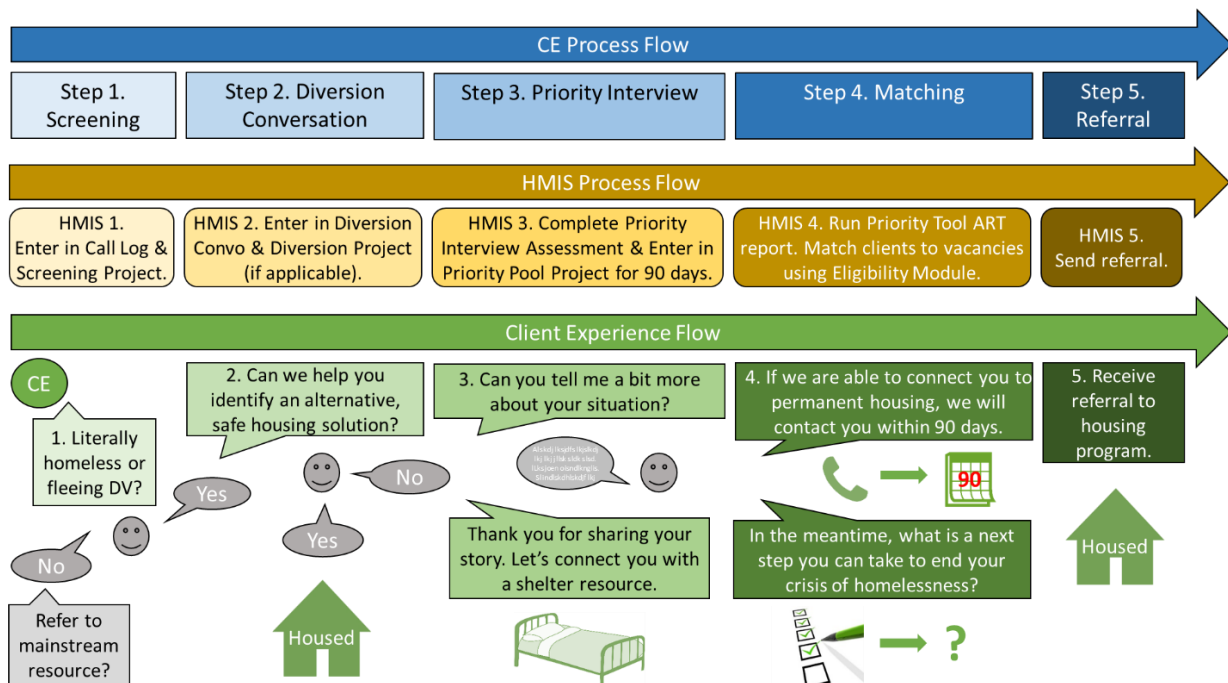 CE Process Flow
Step 1.
Screening
Step 2. Diversion
Conversation
Step 3. Priority Interview
Step 4. Matching
Step 5.
Referral
HMIS Process Flow
HMIS 1.
Enter in Call Log &
Screening Project.
HMIS 2. Enter in Diversion
Convo & Diversion Project
(if applicable).
HMIS 3. Complete Priority
Interview Assessment & Enter in
Priority Pool Project for 90 days.
HMIS 4. Run Priority Tool ART
report. Match clients to vacancies
using Eligibility Module.
HMIS 5.
Send referral.
Client Experience Flow
CE
1. Literally
homeless or
fleeing DV?
Yes
No
Refer to
mainstream
resource?
2. Can we help you
identify an alternative,
safe housing solution?
No
Yes
Housed
3. Can you tell me a bit more
about your situation?
Thank you for sharing your
story. Let's connect you with
a shelter resource.
4. If we are able to connect you to
permanent housing, we will
contact you within 90 days.
90
In the meantime, what is a next
step you can take to end your
crisis of homelessness?
?
5. Receive
referral to
housing
program.
Housed